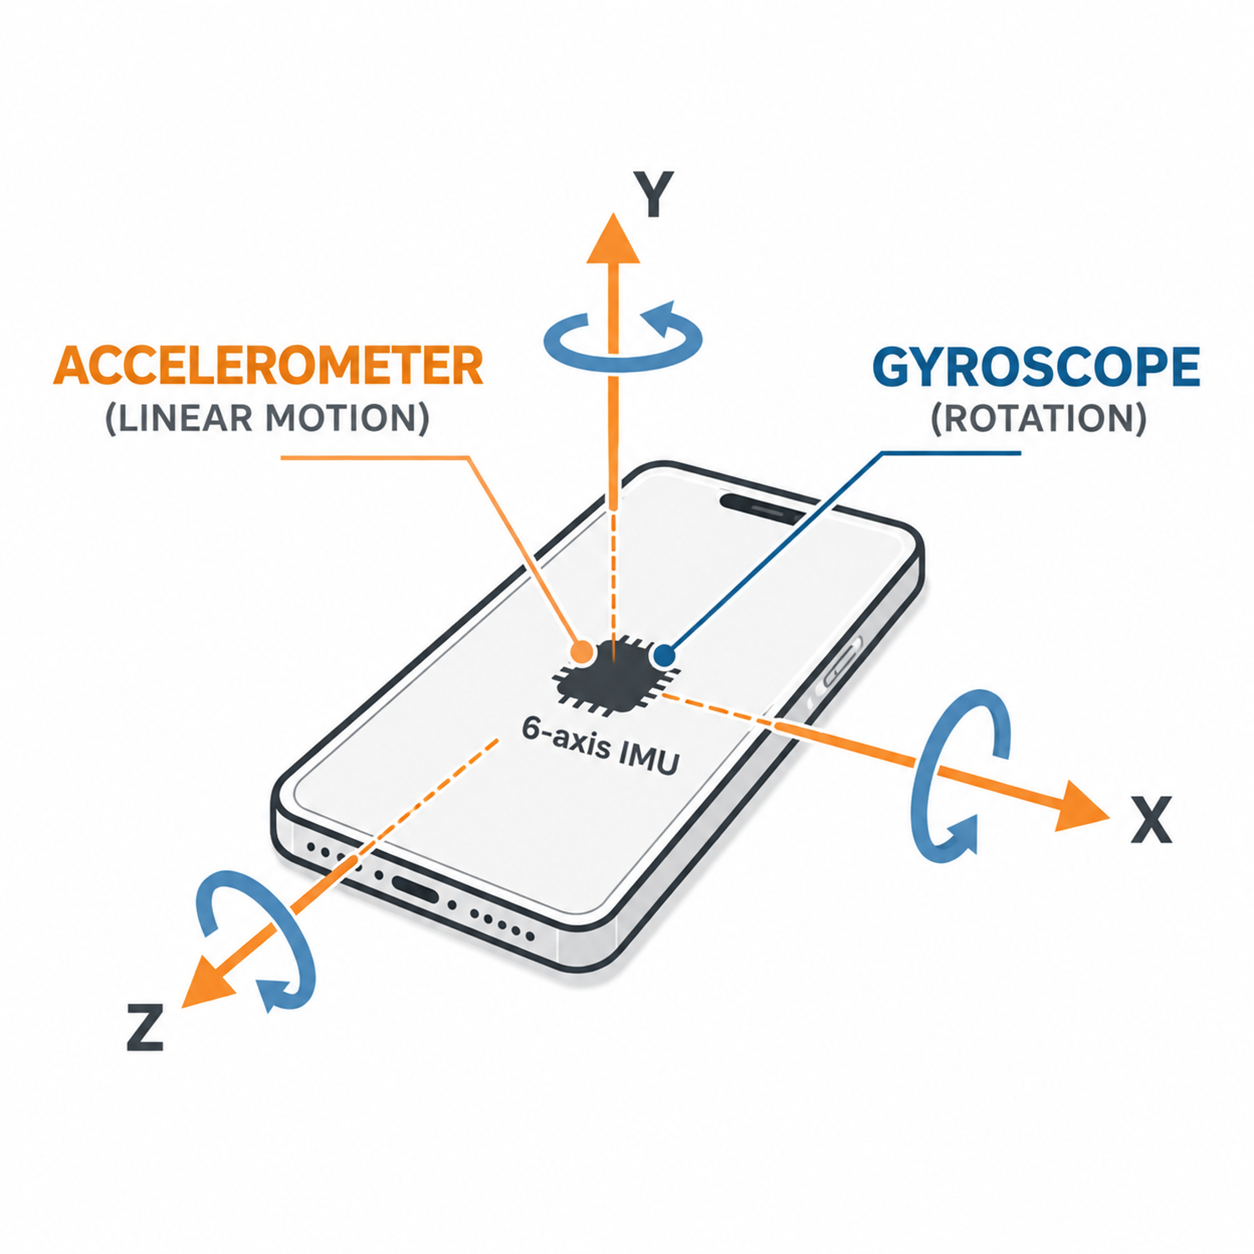 Y
ACCELEROMETER
(LINEAR MOTION)
GYROSCOPE
(ROTATION)
6-axis IMU
X
Z